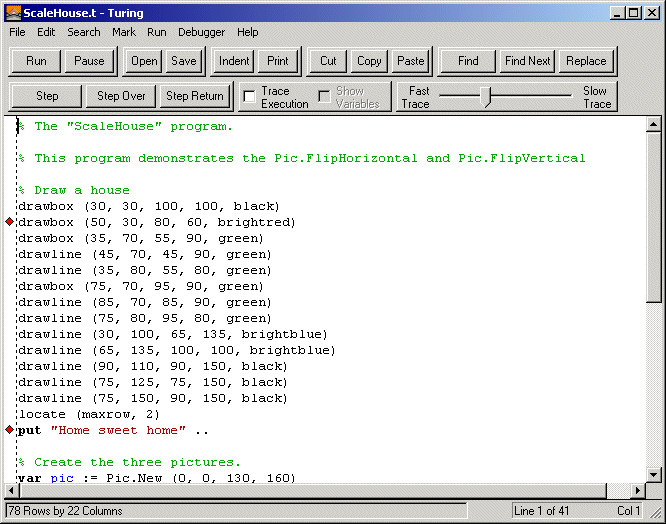 ScaleHouse.t - Turing
File Edit Search Mark Run Debugger Help
Run Pause Open Save Indent Print Cut Copy Paste Find Find Next Replace
Step Step Over Step Return Trace Execution Show Variables Fast Trace Slow Trace
% The "ScaleHouse" program.
% This program demonstrates the Pic.FlipHorizontal and Pic.FlipVertical
% Draw a house
drawbox (30, 30, 100, 100, black)
drawbox (50, 30, 80, 60, brightred)
drawbox (35, 70, 55, 90, green)
drawline (45, 70, 45, 90, green)
drawline (35, 80, 55, 80, green)
drawbox (75, 70, 95, 90, green)
drawline (85, 70, 85, 90, green)
drawline (75, 80, 95, 80, green)
drawline (30, 100, 65, 135, brightblue)
drawline (65, 135, 100, 100, brightblue)
drawline (90, 110, 90, 150, black)
drawline (75, 125, 75, 150, black)
drawline (75, 150, 90, 150, black)
locate (maxrow, 2)
put "Home sweet home" ..
% Create the three pictures.
var pic := Pic.New (0, 0, 130, 160)
78 Rows by 22 Columns Line 1 of 41 Col 1